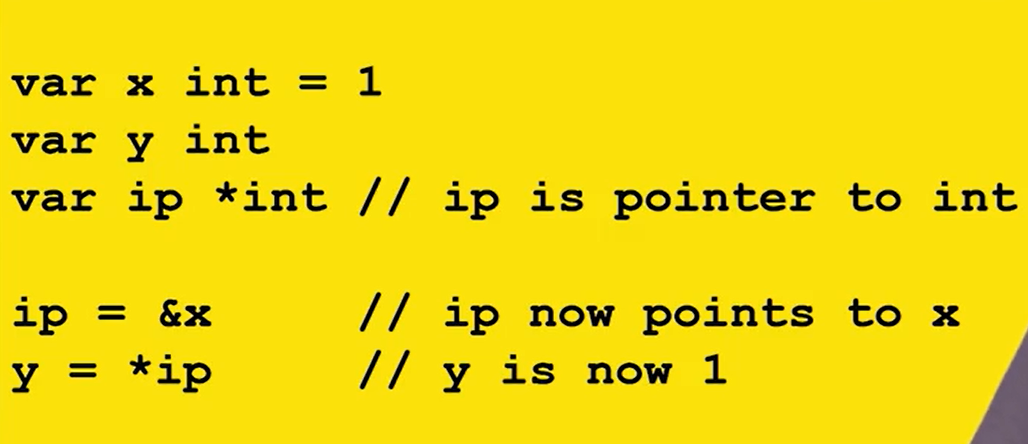 var x int = 1
var y int
var ip *int // ip is pointer to int
ip = &x // ip now points to x
y = *ip // y is now 1